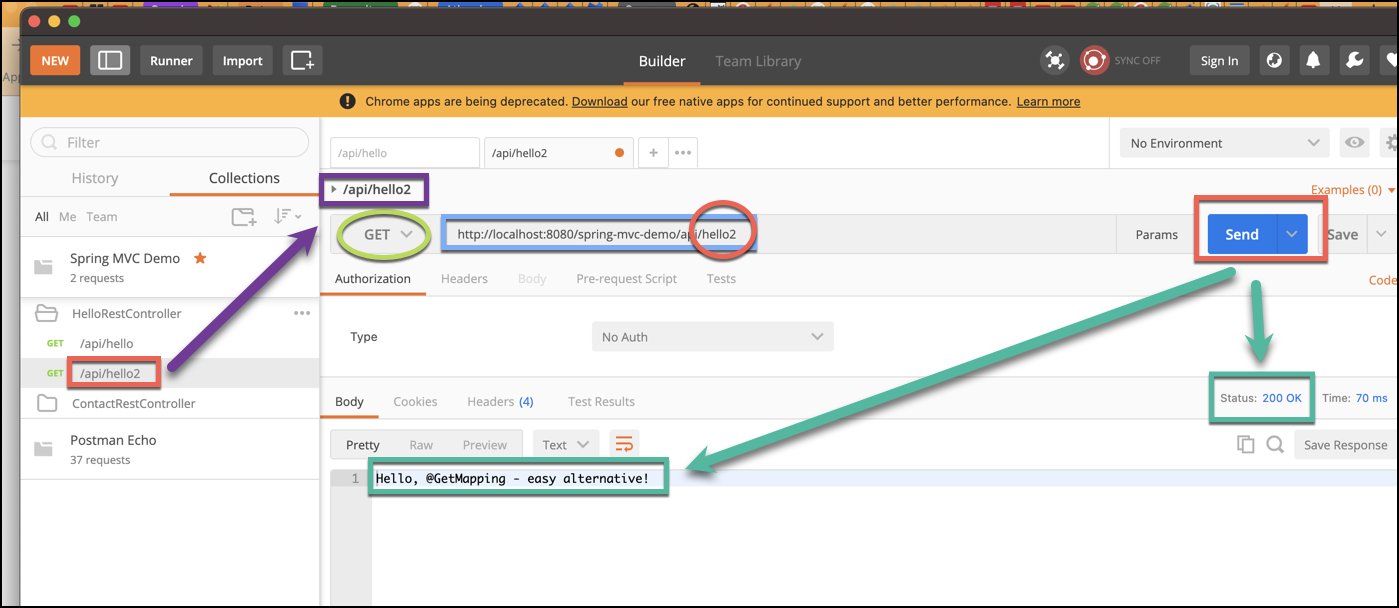 NEW
Runner
Import
Builder
Team Library
SYNC OFF
Sign In
Chrome apps are being deprecated. Download our free native apps for continued support and better performance. Learn more
Filter
History
Collections
All Me Team
Spring MVC Demo
2 requests
HelloRestController
GET /api/hello
GET /api/hello2
ContactRestController
Postman Echo
37 requests
/api/hello
/api/hello2
No Environment
/api/hello2
Examples (0)
GET
http://localhost:8080/spring-mvc-demo/api/hello2
Params
Send
Save
Authorization
Headers
Body
Pre-request Script
Tests
Code
Type
No Auth
Body
Cookies
Headers (4)
Test Results
Status: 200 OK
Time: 70 ms
Pretty
Raw
Preview
Text
Save Response
1 Hello, @GetMapping - easy alternative!